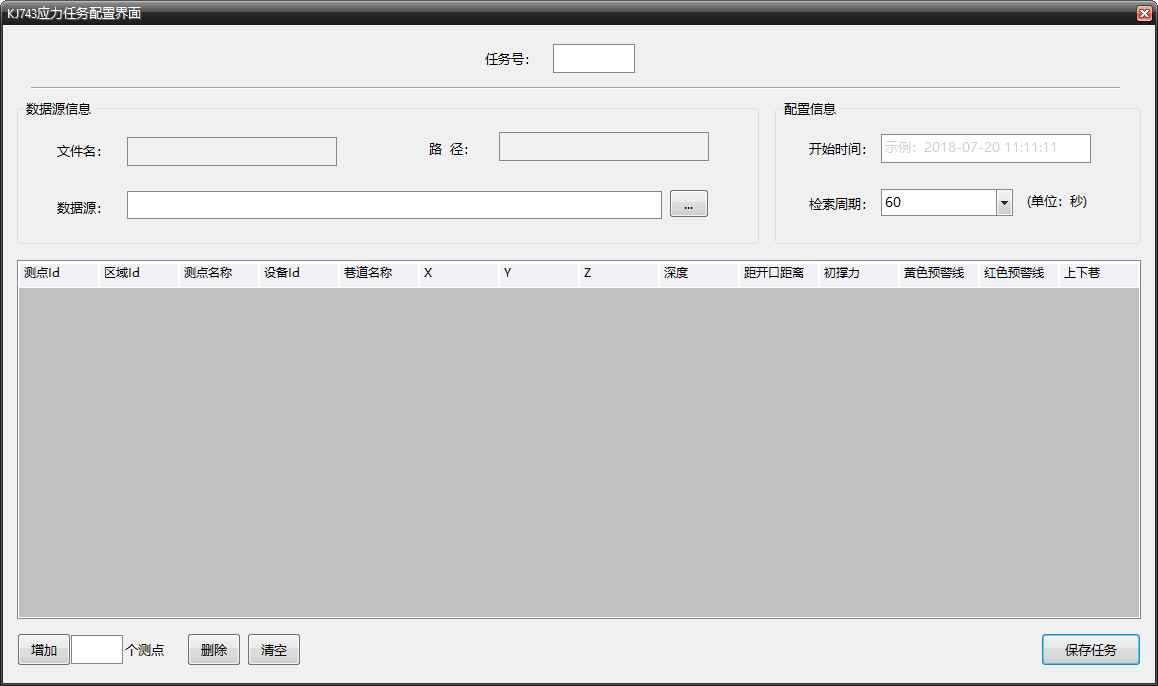 KJ743应力任务配置界面
任务号：
数据源信息
配置信息
文件名：
路 径：
开始时间：
示例：2018-07-20 11:11:11
数据源：
...
检索周期：
60
(单位：秒)
测点Id 区域Id 测点名称 设备Id 巷道名称 X Y Z 深度 距开口距离 初撑力 黄色预警线 红色预警线 上下巷
增加 个测点 删除 清空 保存任务